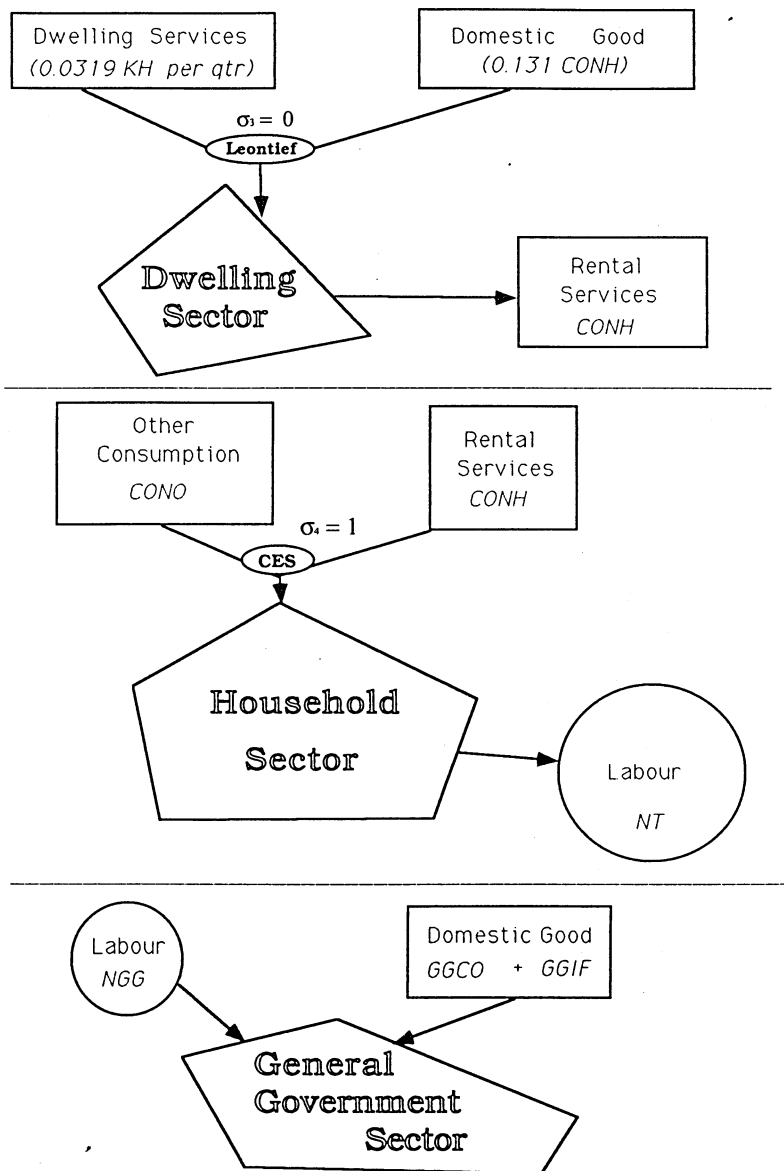 Dwelling Services
(0.0319 KH per qtr)
Domestic Good
(0.131 CONH)
σ₃ = 0
Leontief
Dwelling
Sector
Rental
Services
CONH
Other
Consumption
CONO
Rental
Services
CONH
σ₄ = 1
CES
Household
Sector
Labour
NT
Labour
NGG
Domestic Good
GGCO + GGIF
General
Government
Sector